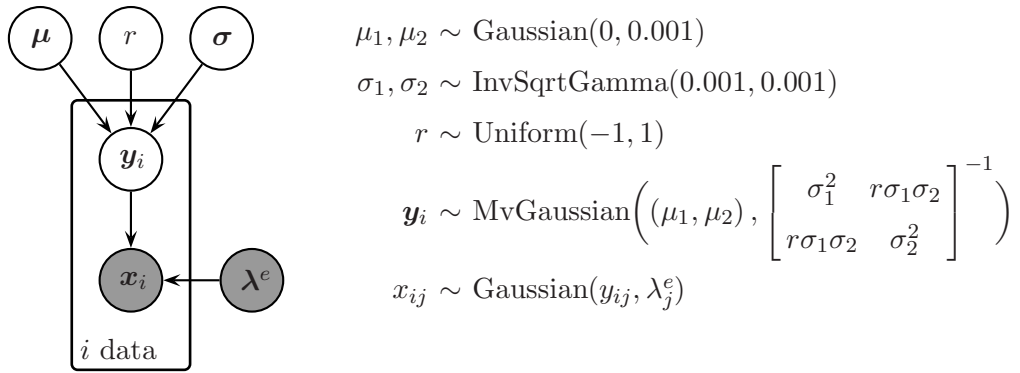 μ r σ
y_i
x_i λ^e
i data
μ_1, μ_2 ∼ Gaussian(0, 0.001)
σ_1, σ_2 ∼ InvSqrtGamma(0.001, 0.001)
r ∼ Uniform(−1, 1)
y_i ∼ MvGaussian((μ_1, μ_2), [σ_1^2 rσ_1σ_2
rσ_1σ_2 σ_2^2]^{−1})
x_{ij} ∼ Gaussian(y_{ij}, λ_j^e)